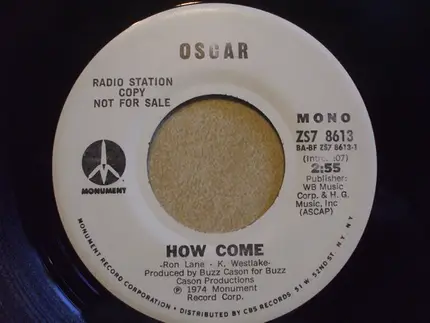 OSCAR
RADIO STATION
COPY
NOT FOR SALE
MONO
ZS7 8613
BA-BF ZS7 8613-1
2:55
Publisher:
WB Music
Corp. & H. G.
Music, Inc
(ASCAP)
MONUMENT
HOW COME
-Ron Lane - K. Westlake-
Produced by Buzz Cason for Buzz
Cason Productions
℗ 1974 Monument
Record Corp.
MONUMENT RECORD CORPORATION • DISTRIBUTED BY CBS RECORDS 51 W. 52ND ST. NY, NY